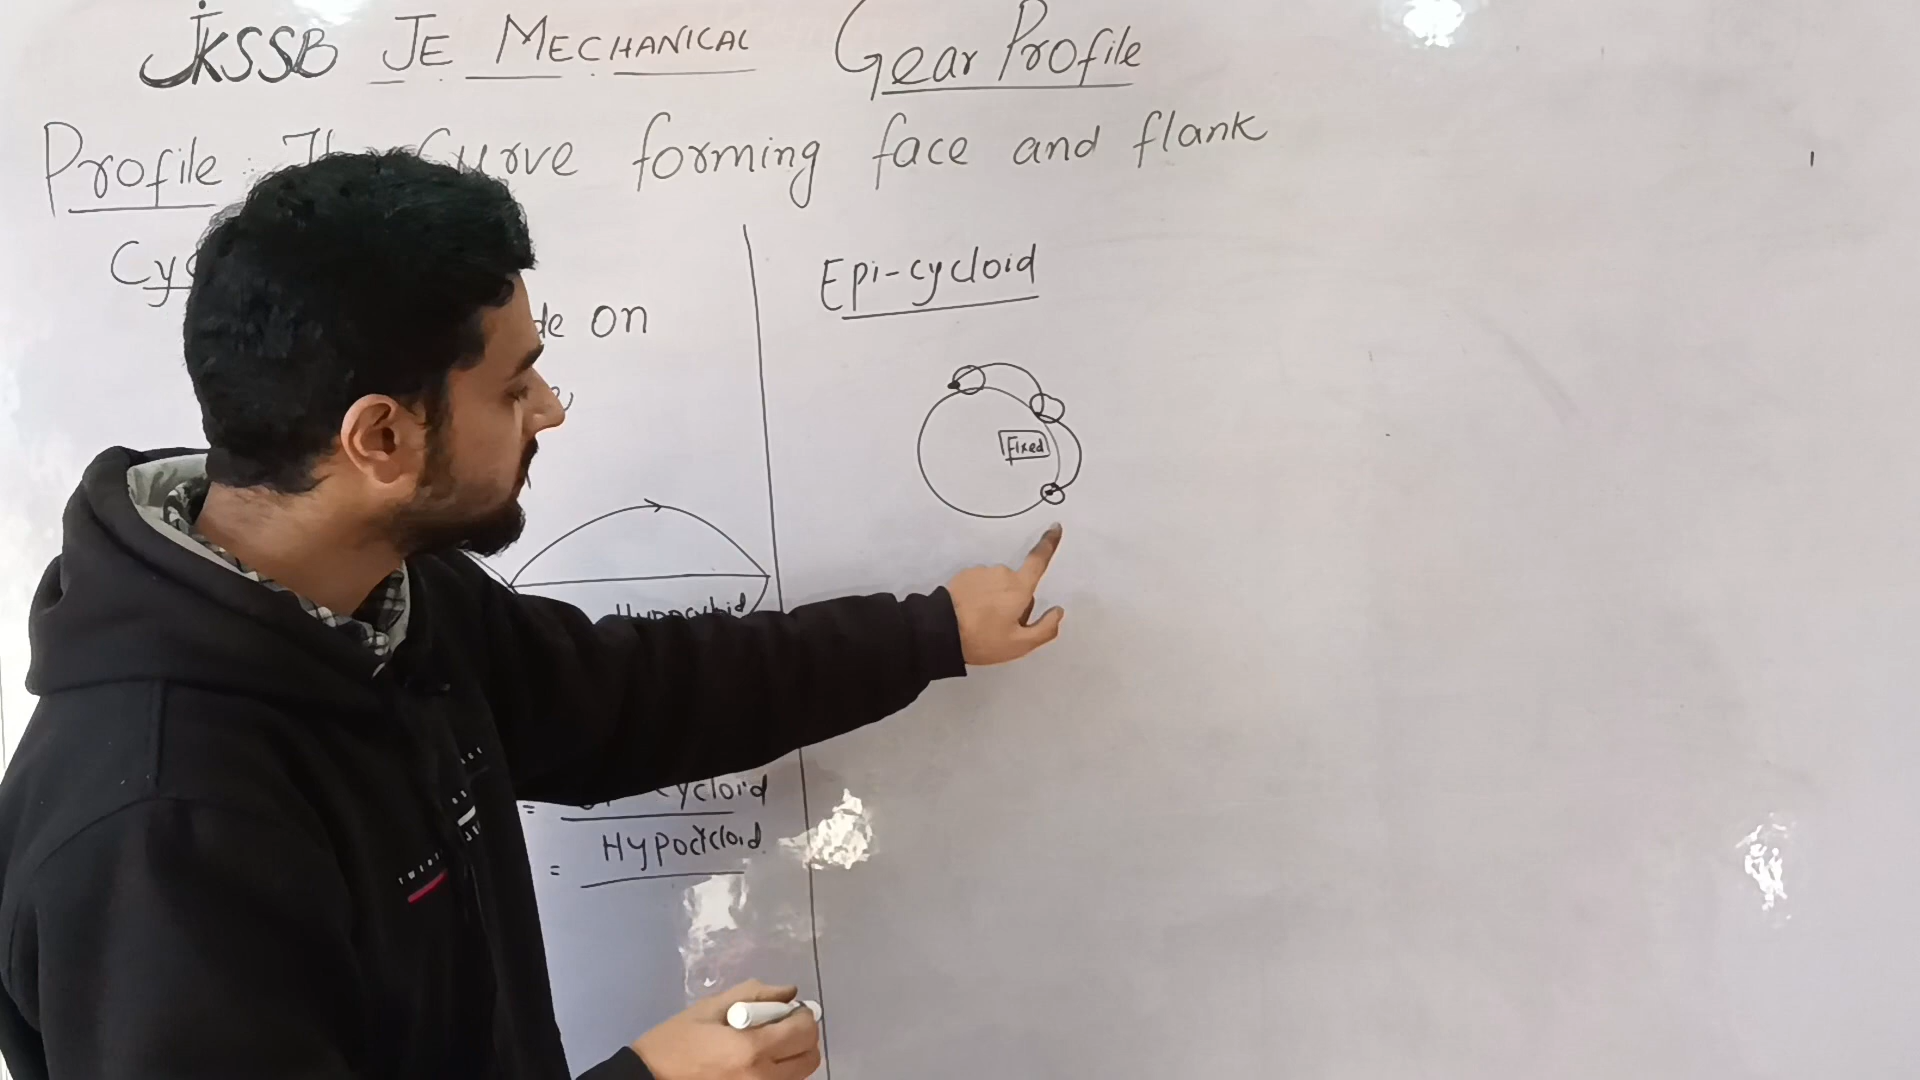 JKSSB JE MECHANICAL Gear Profile
Profile : The Curve forming face and flank
Cyc
de on
Hypocycloid
= cycloid
= Hypocycloid
Epi-cycloid
Fixed